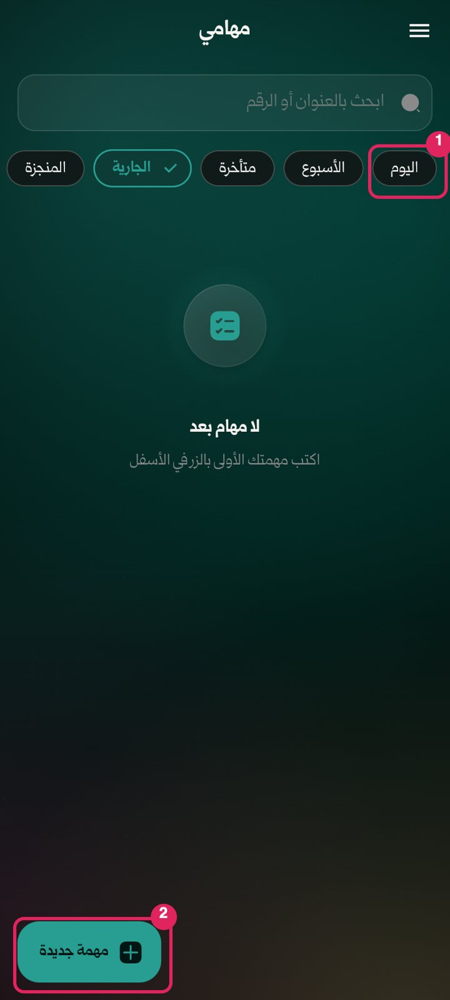 مهامي
ابحث بالعنوان أو الرقم
1
اليوم الأسبوع متأخرة الجارية المنجزة
لا مهام بعد
اكتب مهمتك الأولى بالزر في الأسفل
2
مهمة جديدة